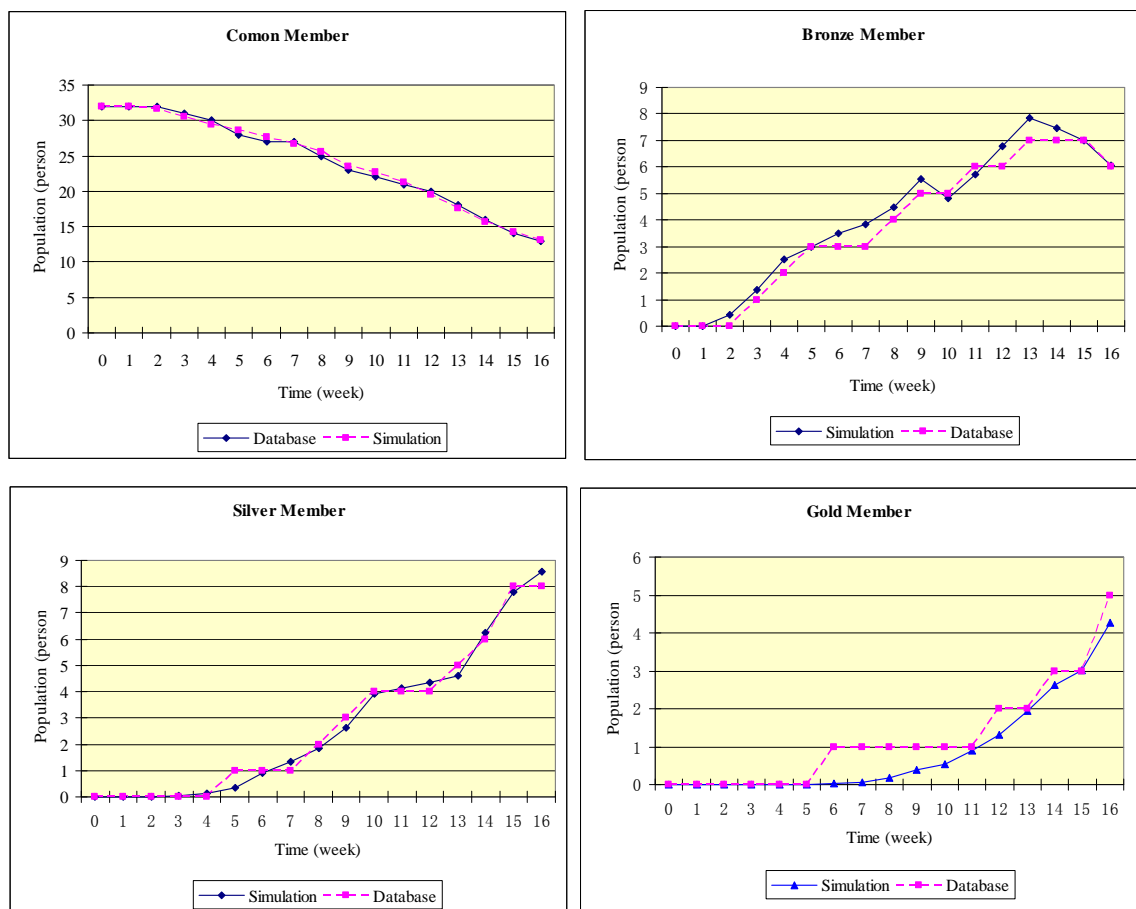 Comon Member
Population (person
35
30
25
20
15
10
5
0
0 1 2 3 4 5 6 7 8 9 10 11 12 13 14 15 16
Time (week)
Database Simulation
Bronze Member
Population (person
9
8
7
6
5
4
3
2
1
0
0 1 2 3 4 5 6 7 8 9 10 11 12 13 14 15 16
Time (week)
Simulation Database
Silver Member
Population (person
9
8
7
6
5
4
3
2
1
0
0 1 2 3 4 5 6 7 8 9 10 11 12 13 14 15 16
Time (week)
Simulation Database
Gold Member
Population (person
6
5
4
3
2
1
0
0 1 2 3 4 5 6 7 8 9 10 11 12 13 14 15 16
Time (week)
Simulation Database